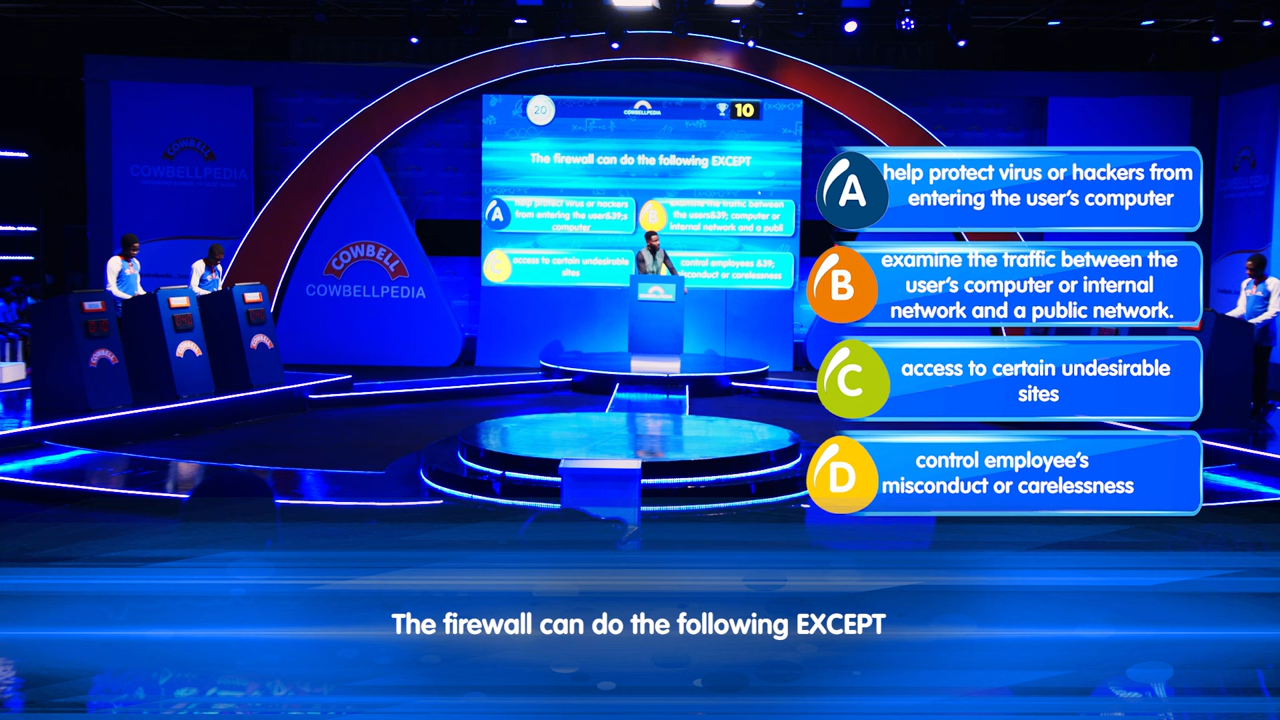 20
COWBELLPEDIA
10
The firewall can do the following EXCEPT
A
help protect virus or hackers
from entering the user&39;s
computer
B
examine the traffic between
the users&39; computer or
internal network and a publi
C
access to certain undesirable
sites
control employees &39;
misconduct or carelessness
COWBELL
COWBELLPEDIA
COWBELL
COWBELLPEDIA
COWBELL
COWBELL
COWBELL
A
help protect virus or hackers from
entering the user's computer
B
examine the traffic between the
user's computer or internal
network and a public network.
C
access to certain undesirable
sites
D
control employee's
misconduct or carelessness
The firewall can do the following EXCEPT